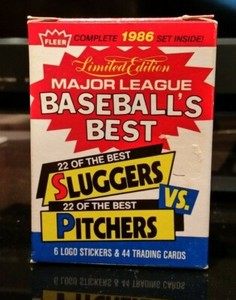 FLEER
COMPLETE 1986 SET INSIDE!
Limited Edition
MAJOR LEAGUE
BASEBALL'S
BEST
22 OF THE BEST
SLUGGERS
VS.
22 OF THE BEST
PITCHERS
6 LOGO STICKERS & 44 TRADING CARDS